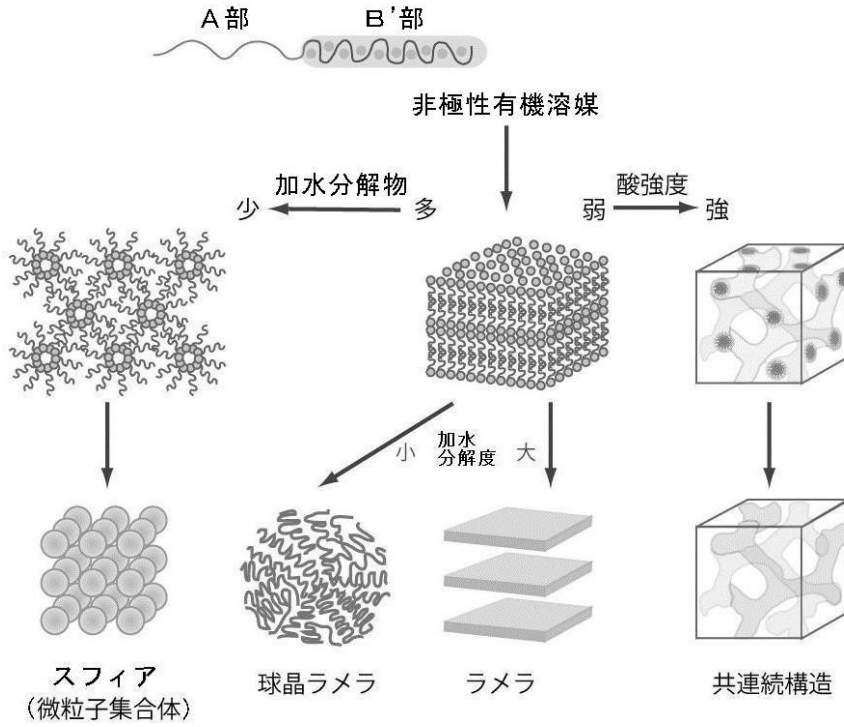 A部
B’部
非極性有機溶媒
加水分解物
少
多
弱
酸強度
強
小
加水
分解度
大
スフィア
（微粒子集合体）
球晶ラメラ
ラメラ
共連続構造